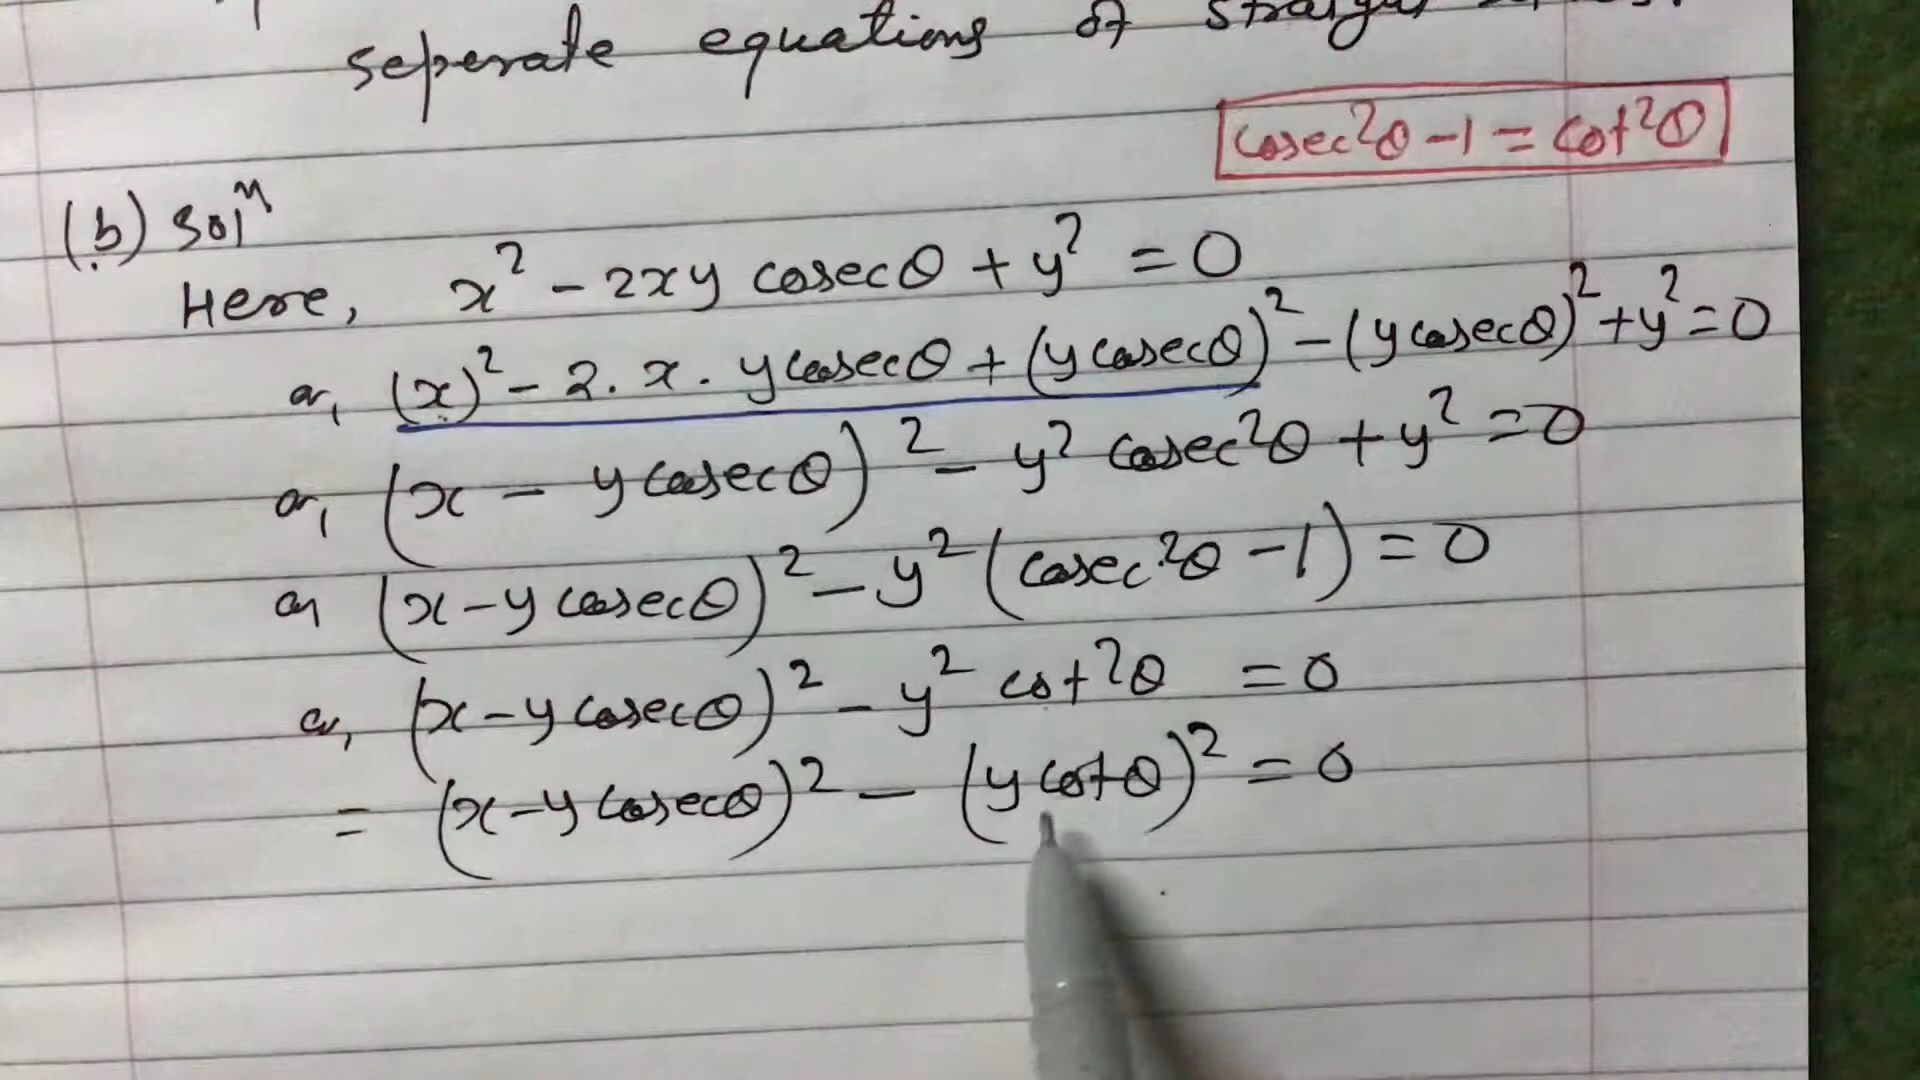 seperate equations of straight
cosec²θ - 1 = cot²θ
(b) Solⁿ
Here, x² - 2xy cosecθ + y² = 0
or, (x)² - 2. x. y cosecθ + (y cosecθ)² - (y cosecθ)² + y² = 0
or, (x - y cosecθ)² - y² cosec²θ + y² = 0
or (x - y cosecθ)² - y² (cosec²θ - 1) = 0
or, (x - y cosecθ)² - y² cot²θ = 0
= (x - y cosecθ)² - (y cotθ)² = 0